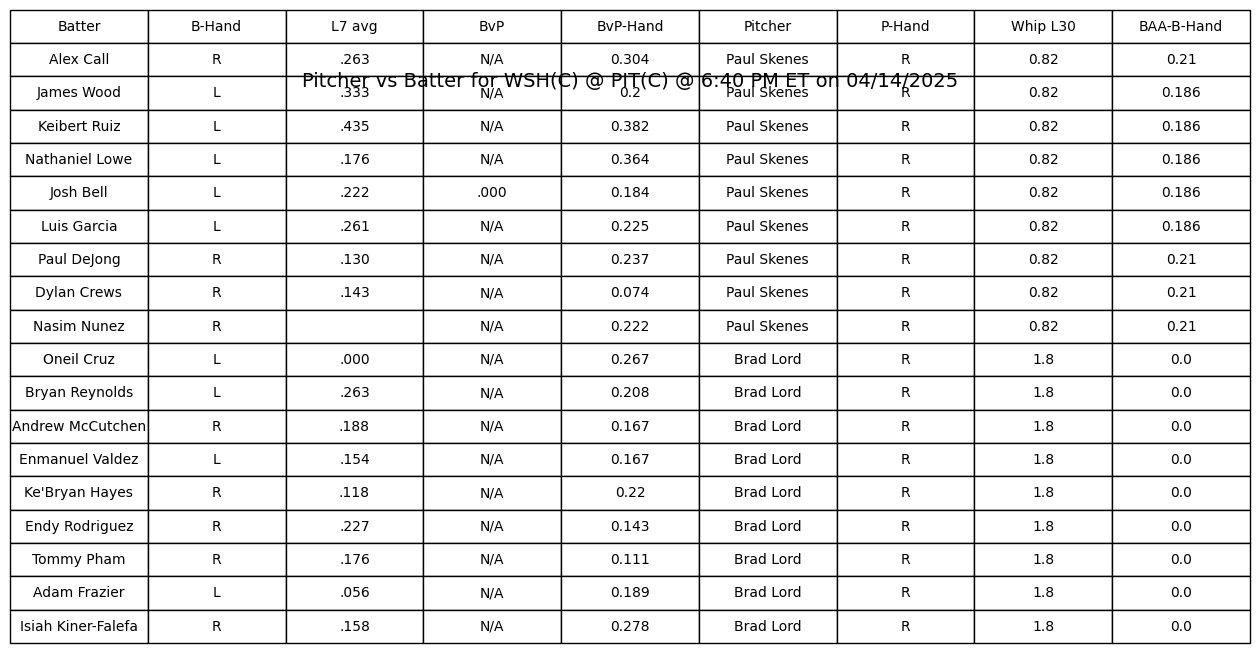 Batter B-Hand L7 avg BvP BvP-Hand Pitcher P-Hand Whip L30 BAA-B-Hand
Alex Call R .263 N/A 0.304 Paul Skenes R 0.82 0.21
Pitcher vs Batter for WSH(C) @ PIT(C) @ 6:40 PM ET on 04/14/2025
James Wood L .333 N/A 0.2 Paul Skenes R 0.82 0.186
Keibert Ruiz L .435 N/A 0.382 Paul Skenes R 0.82 0.186
Nathaniel Lowe L .176 N/A 0.364 Paul Skenes R 0.82 0.186
Josh Bell L .222 .000 0.184 Paul Skenes R 0.82 0.186
Luis Garcia L .261 N/A 0.225 Paul Skenes R 0.82 0.186
Paul DeJong R .130 N/A 0.237 Paul Skenes R 0.82 0.21
Dylan Crews R .143 N/A 0.074 Paul Skenes R 0.82 0.21
Nasim Nunez R N/A 0.222 Paul Skenes R 0.82 0.21
Oneil Cruz L .000 N/A 0.267 Brad Lord R 1.8 0.0
Bryan Reynolds L .263 N/A 0.208 Brad Lord R 1.8 0.0
Andrew McCutchen R .188 N/A 0.167 Brad Lord R 1.8 0.0
Enmanuel Valdez L .154 N/A 0.167 Brad Lord R 1.8 0.0
Ke'Bryan Hayes R .118 N/A 0.22 Brad Lord R 1.8 0.0
Endy Rodriguez R .227 N/A 0.143 Brad Lord R 1.8 0.0
Tommy Pham R .176 N/A 0.111 Brad Lord R 1.8 0.0
Adam Frazier L .056 N/A 0.189 Brad Lord R 1.8 0.0
Isiah Kiner-Falefa R .158 N/A 0.278 Brad Lord R 1.8 0.0